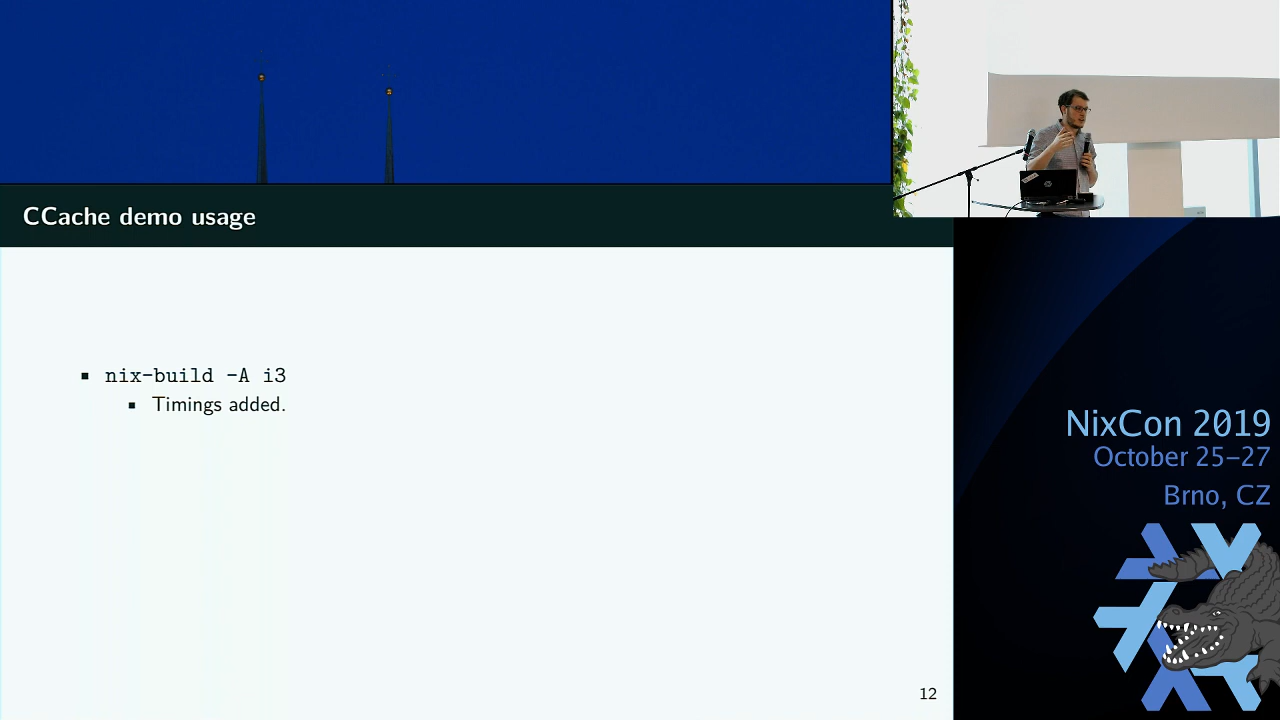 CCache demo usage
nix-build -A i3
Timings added.
12
NixCon 2019
October 25–27
Brno, CZ